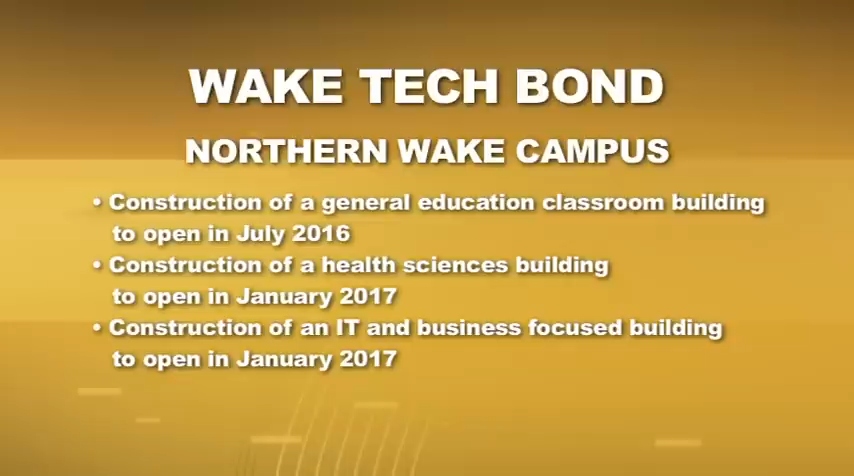 WAKE TECH BOND
NORTHERN WAKE CAMPUS
• Construction of a general education classroom building
to open in July 2016
• Construction of a health sciences building
to open in January 2017
• Construction of an IT and business focused building
to open in January 2017